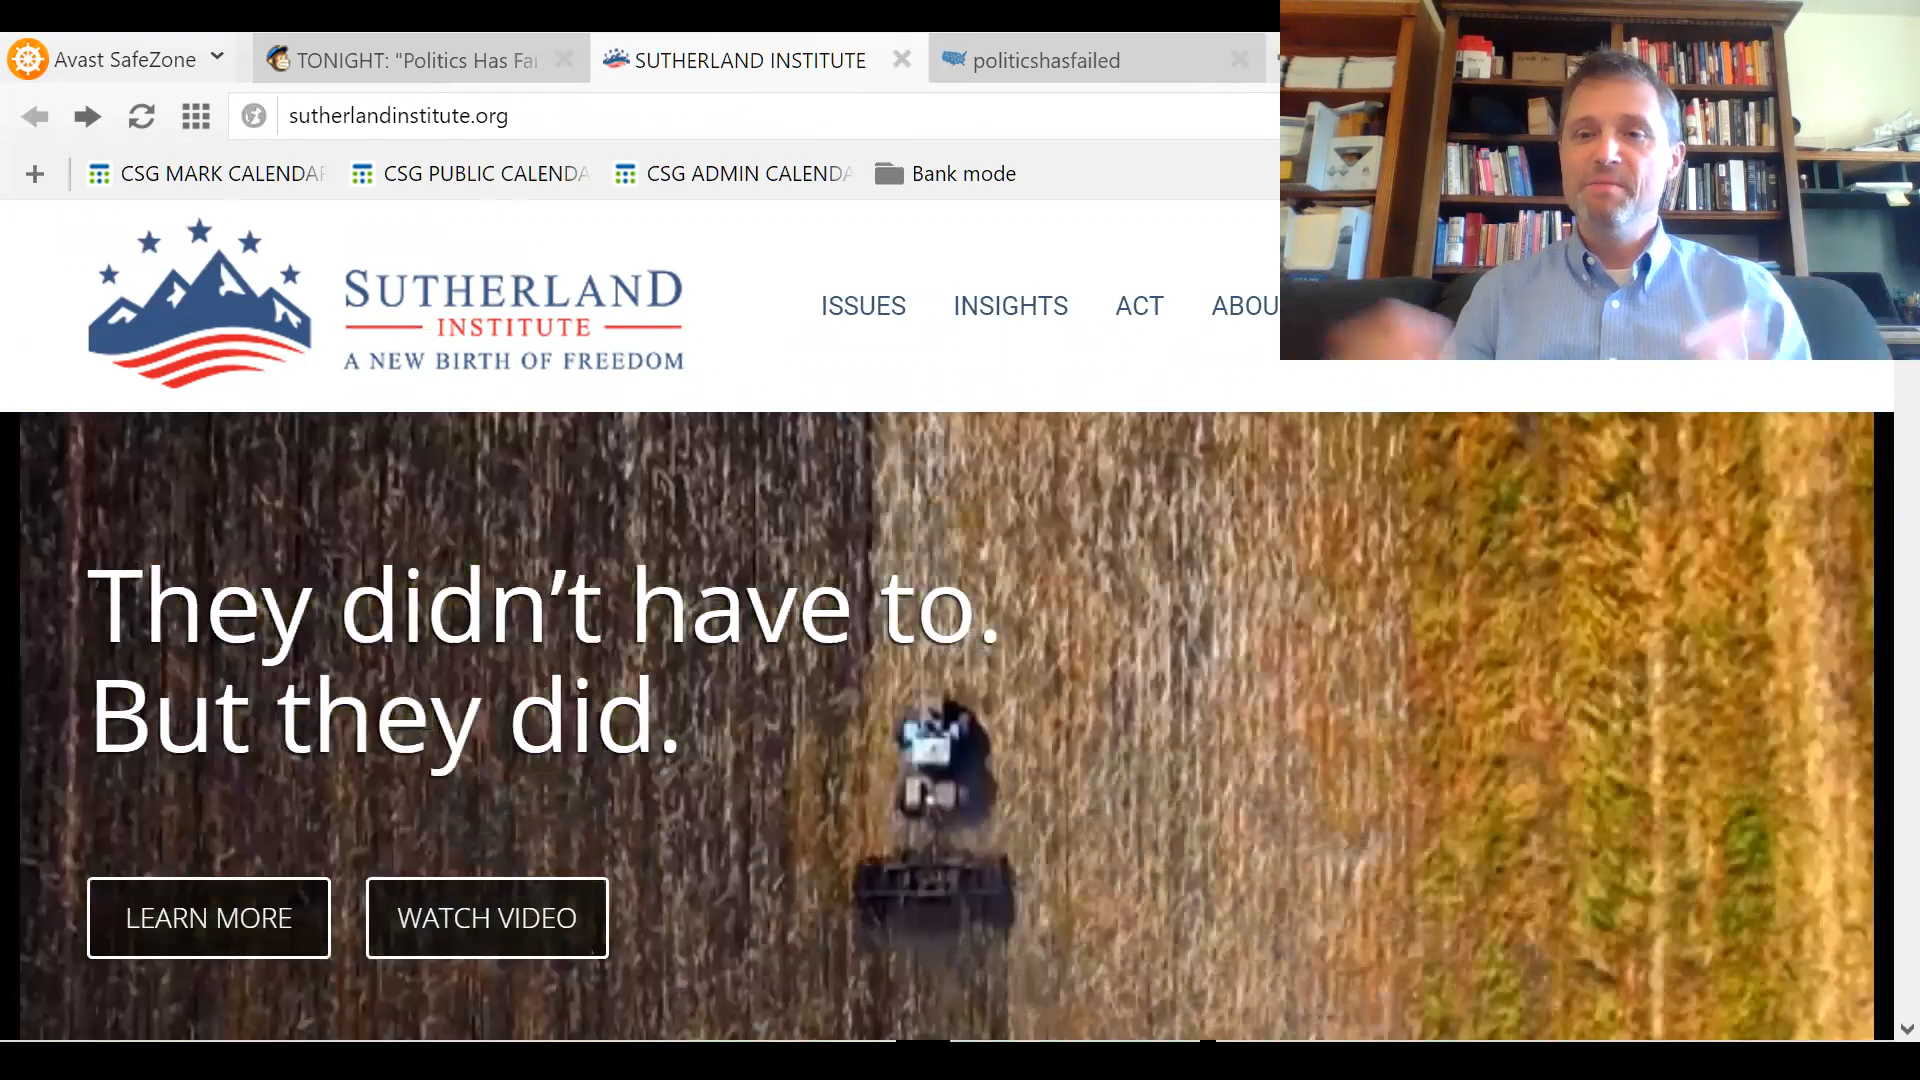 Avast SafeZone
TONIGHT: "Politics Has Fai
SUTHERLAND INSTITUTE
politicshasfailed
sutherlandinstitute.org
CSG MARK CALENDAR
CSG PUBLIC CALENDA
CSG ADMIN CALENDA
Bank mode
SUTHERLAND
INSTITUTE
A NEW BIRTH OF FREEDOM
ISSUES
INSIGHTS
ACT
ABOU
They didn’t have to.
But they did.
LEARN MORE
WATCH VIDEO